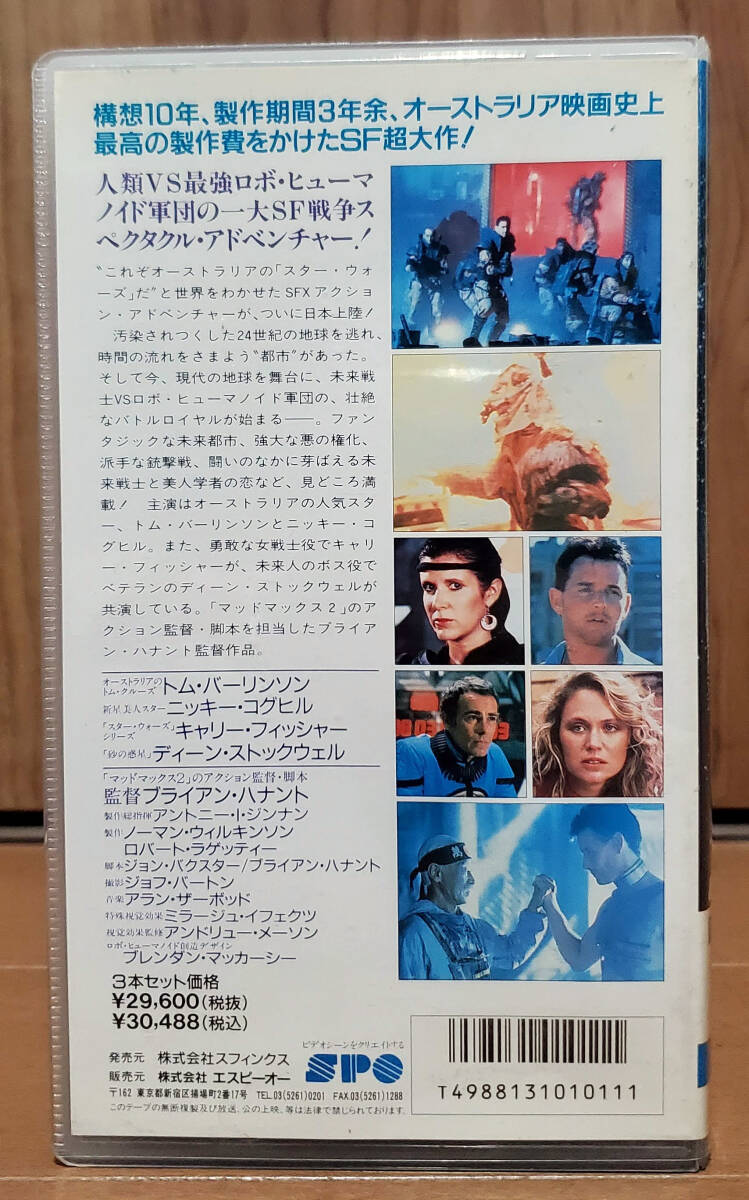 構想10年、製作期間3年余、オーストラリア映画史上
最高の製作費をかけたSF超大作!
人類VS最強ロボ・ヒューマ
ノイド軍団の一大SF戦争ス
ペクタクル・アドベンチャー!
“これぞオーストラリアの「スター・ウォ
ーズ」だ”と世界をわかせたSFXアクショ
ン・アドベンチャーが、ついに日本上陸!
汚染されつくした24世紀の地球を逃れ、
時間の流れをさまよう“都市”があった。
そして今、現代の地球を舞台に、未来戦
士VSロボ・ヒューマノイド軍団の、壮絶
なバトルロイヤルが始まる――。ファン
タジックな未来都市、強大な悪の権化、
派手な銃撃戦、闘いのなかに芽ばえる未
来戦士と美人学者の恋など、見どころ満
載! 主演はオーストラリアの人気スタ
ー、トム・バーリンソンとニッキー・コ
グヒル。また、勇敢な女戦士役でキャリ
ー・フィッシャーが、未来人のボス役で
ベテランのディーン・ストックウェルが
共演している。「マッドマックス2」のア
クション監督・脚本を担当したブライア
ン・ハナント監督作品。
オーストラリアの
トム・クルーズ トム・バーリンソン
新星美人スター ニッキー・コグヒル
「スター・ウォーズ」
シリーズ キャリー・フィッシャー
「砂の惑星」 ディーン・ストックウェル
「マッドマックス2」のアクション監督・脚本
監督 ブライアン・ハナント
製作総指揮 アントニー・I・ジンナン
製作 ノーマン・ウィルキンソン
ロバート・ラゲッティー
脚本 ジョン・バクスター/ブライアン・ハナント
撮影 ジョフ・バートン
音楽 アラン・ザーボッド
特殊視覚効果 ミラージュ・イフェクツ
視覚効果監修 アンドリュー・メーソン
ロボ・ヒューマノイド創造デザイン
ブレンダン・マッカーシー
3本セット価格
¥29,600(税抜)
¥30,488(税込)
ビデオシーンをクリエイトする
SPO
発売元 株式会社スフィンクス
販売元 株式会社 エスピーオー
〒162 東京都新宿区揚場町2番17号 TEL.03(5261)0201 FAX.03(5261)1288
このテープの無断複製及び放送、公の上映、等は法律で禁じられております。
T4988131010111